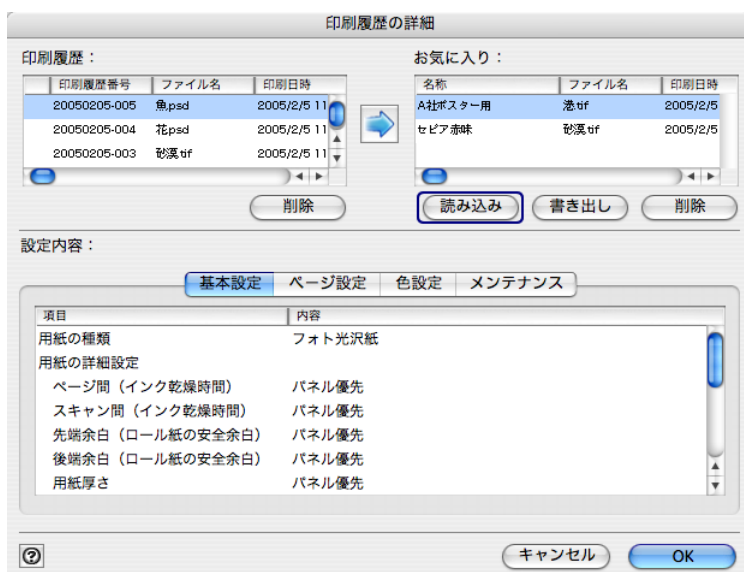 印刷履歴の詳細
印刷履歴：
お気に入り：
印刷履歴番号 ファイル名 印刷日時
名称 ファイル名 印刷日時
20050205-005 魚.psd 2005/2/5 11
A社ポスター用 港.tif 2005/2/5
20050205-004 花.psd 2005/2/5 11
セピア赤味 砂漠.tif 2005/2/5
20050205-003 砂漠.tif 2005/2/5 11
削除
読み込み 書き出し 削除
設定内容：
基本設定 ページ設定 色設定 メンテナンス
項目 内容
用紙の種類 フォト光沢紙
用紙の詳細設定
ページ間（インク乾燥時間） パネル優先
スキャン間（インク乾燥時間） パネル優先
先端余白（ロール紙の安全余白） パネル優先
後端余白（ロール紙の安全余白） パネル優先
用紙厚さ パネル優先
? キャンセル OK